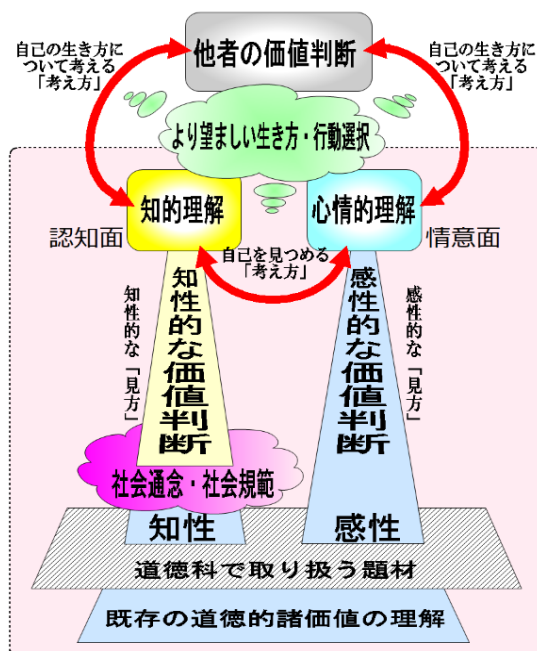 他者の価値判断
自己の生き方に
ついて考える
「考え方」
自己の生き方に
ついて考える
「考え方」
より望ましい生き方・行動選択
知的理解
心情的理解
認知面
情意面
自己を見つめる
「考え方」
知性的な「見方」
知性的な価値判断
感性的な価値判断
感性的な「見方」
社会通念・社会規範
知性
感性
道徳科で取り扱う題材
既存の道徳的諸価値の理解